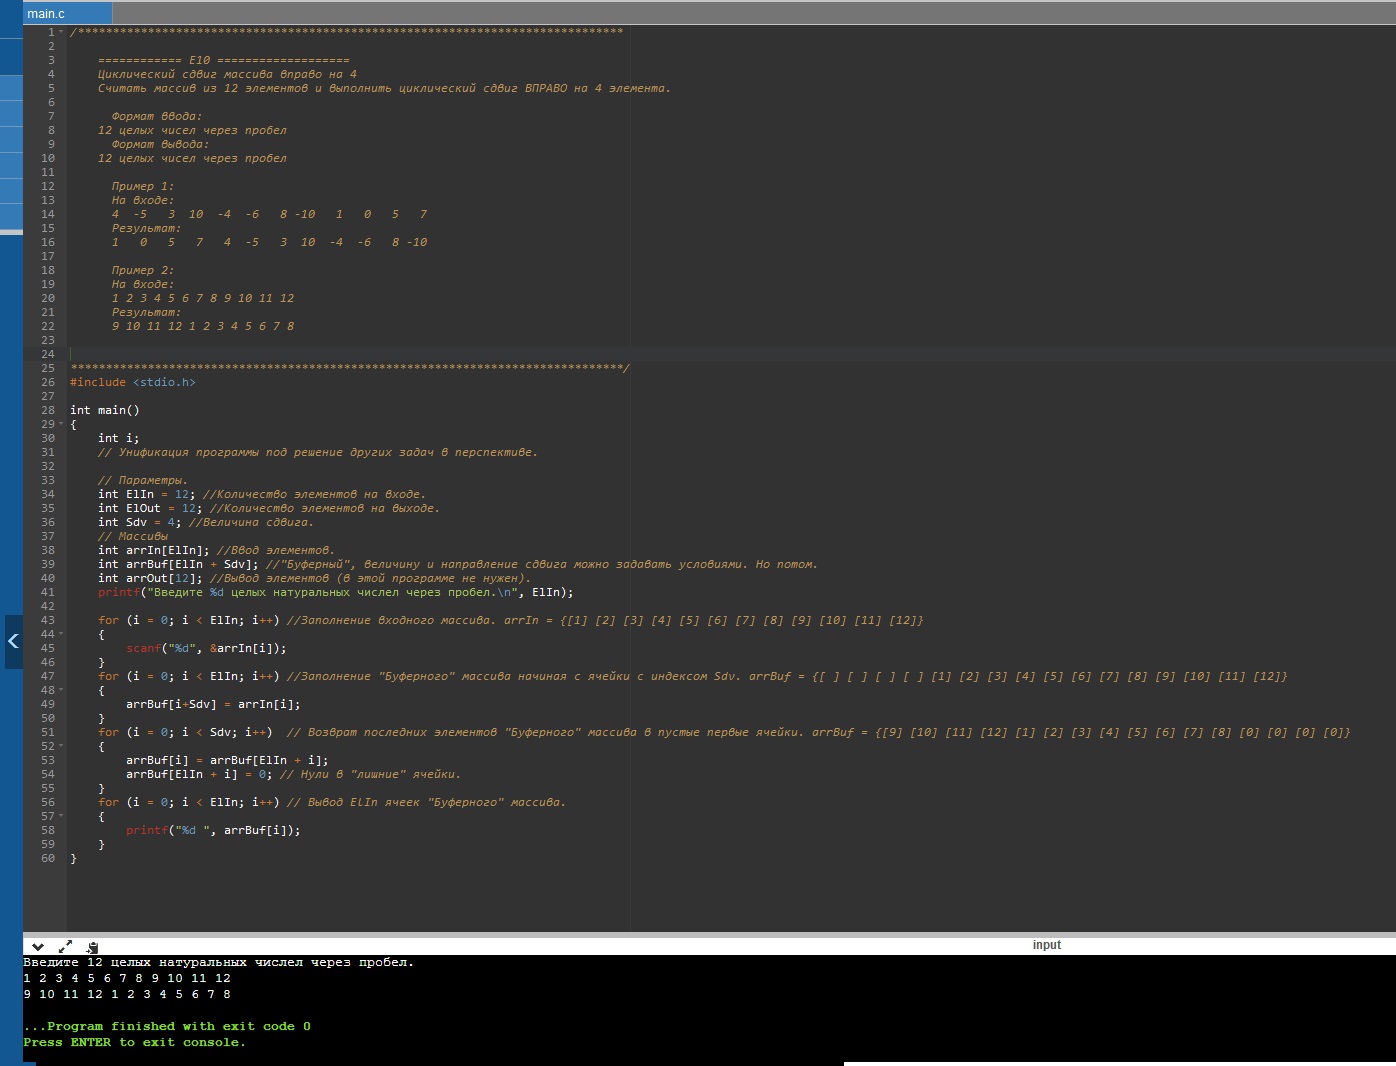 main.c
1 /******************************************************************************
2
3 ============ E10 ===================
4 Циклический сдвиг массива вправо на 4
5 Считать массив из 12 элементов и выполнить циклический сдвиг ВПРАВО на 4 элемента.
6
7 Формат ввода:
8 12 целых чисел через пробел
9 Формат вывода:
10 12 целых чисел через пробел
11
12 Пример 1:
13 На входе:
14 4 -5 3 10 -4 -6 8 -10 1 0 5 7
15 Результат:
16 1 0 5 7 4 -5 3 10 -4 -6 8 -10
17
18 Пример 2:
19 На входе:
20 1 2 3 4 5 6 7 8 9 10 11 12
21 Результат:
22 9 10 11 12 1 2 3 4 5 6 7 8
23
24
25 *******************************************************************************/
26 #include <stdio.h>
27
28 int main()
29 {
30 int i;
31 // Унификация программы под решение других задач в перспективе.
32
33 // Параметры.
34 int ElIn = 12; //Количество элементов на входе.
35 int ElOut = 12; //Количество элементов на выходе.
36 int Sdv = 4; //Величина сдвига.
37 // Массивы
38 int arrIn[ElIn]; //Ввод элементов.
39 int arrBuf[ElIn + Sdv]; //"Буферный", величину и направление сдвига можно задавать условиями. Но потом.
40 int arrOut[12]; //Вывод элементов (в этой программе не нужен).
41 printf("Введите %d целых натуральных числел через пробел.\n", ElIn);
42
43 for (i = 0; i < ElIn; i++) //Заполнение входного массива. arrIn = {[1] [2] [3] [4] [5] [6] [7] [8] [9] [10] [11] [12]}
44 {
45 scanf("%d", &arrIn[i]);
46 }
47 for (i = 0; i < ElIn; i++) //Заполнение "Буферного" массива начиная с ячейки с индексом Sdv. arrBuf = {[ ] [ ] [ ] [ ] [1] [2] [3] [4] [5] [6] [7] [8] [9] [10] [11] [12]}
48 {
49 arrBuf[i+Sdv] = arrIn[i];
50 }
51 for (i = 0; i < Sdv; i++) // Возврат последних элементов "Буферного" массива в пустые первые ячейки. arrBuf = {[9] [10] [11] [12] [1] [2] [3] [4] [5] [6] [7] [8] [0] [0] [0] [0]}
52 {
53 arrBuf[i] = arrBuf[ElIn + i];
54 arrBuf[ElIn + i] = 0; // Нули в "лишние" ячейки.
55 }
56 for (i = 0; i < ElIn; i++) // Вывод ElIn ячеек "Буферного" массива.
57 {
58 printf("%d ", arrBuf[i]);
59 }
60 }
input
Введите 12 целых натуральных числел через пробел.
1 2 3 4 5 6 7 8 9 10 11 12
9 10 11 12 1 2 3 4 5 6 7 8
...Program finished with exit code 0
Press ENTER to exit console.